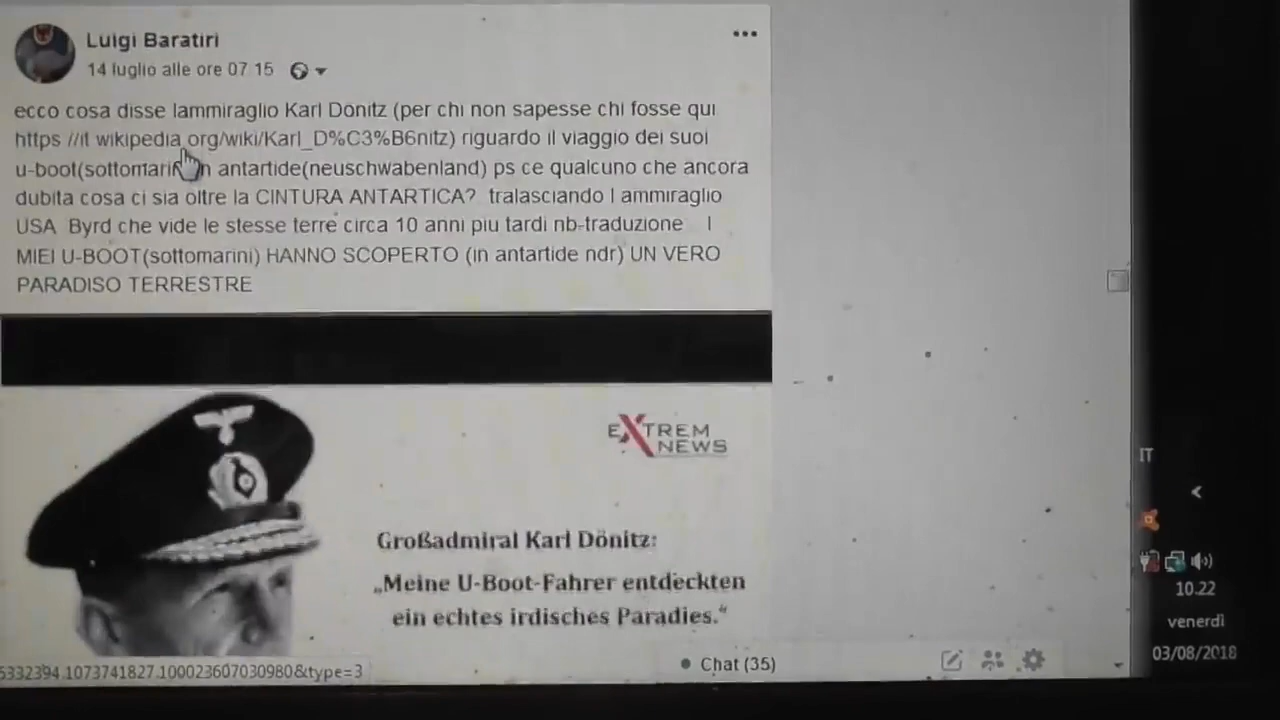 Luigi Baratiri
14 luglio alle ore 07 15
ecco cosa disse lammiraglio Karl Dönitz (per chi non sapesse chi fosse qui
https //it wikipedia org/wiki/Karl_D%C3%B6nitz) riguardo il viaggio dei suoi
u-boot(sottomarin n antartide(neuschwabenland) ps ce qualcuno che ancora
dubita cosa ci sia oltre la CINTURA ANTARTICA? tralasciando l ammiraglio
USA Byrd che vide le stesse terre circa 10 anni piu tardi nb-traduzione I
MIEI U-BOOT(sottomarini) HANNO SCOPERTO (in antartide ndr) UN VERO
PARADISO TERRESTRE
EXTREM
NEWS
Großadmiral Karl Dönitz:
„Meine U-Boot-Fahrer entdeckten
ein echtes irdisches Paradies.“
5332394.1073741827.100023607030980&type=3
Chat (35)
IT
10.22
venerdì
03/08/2018